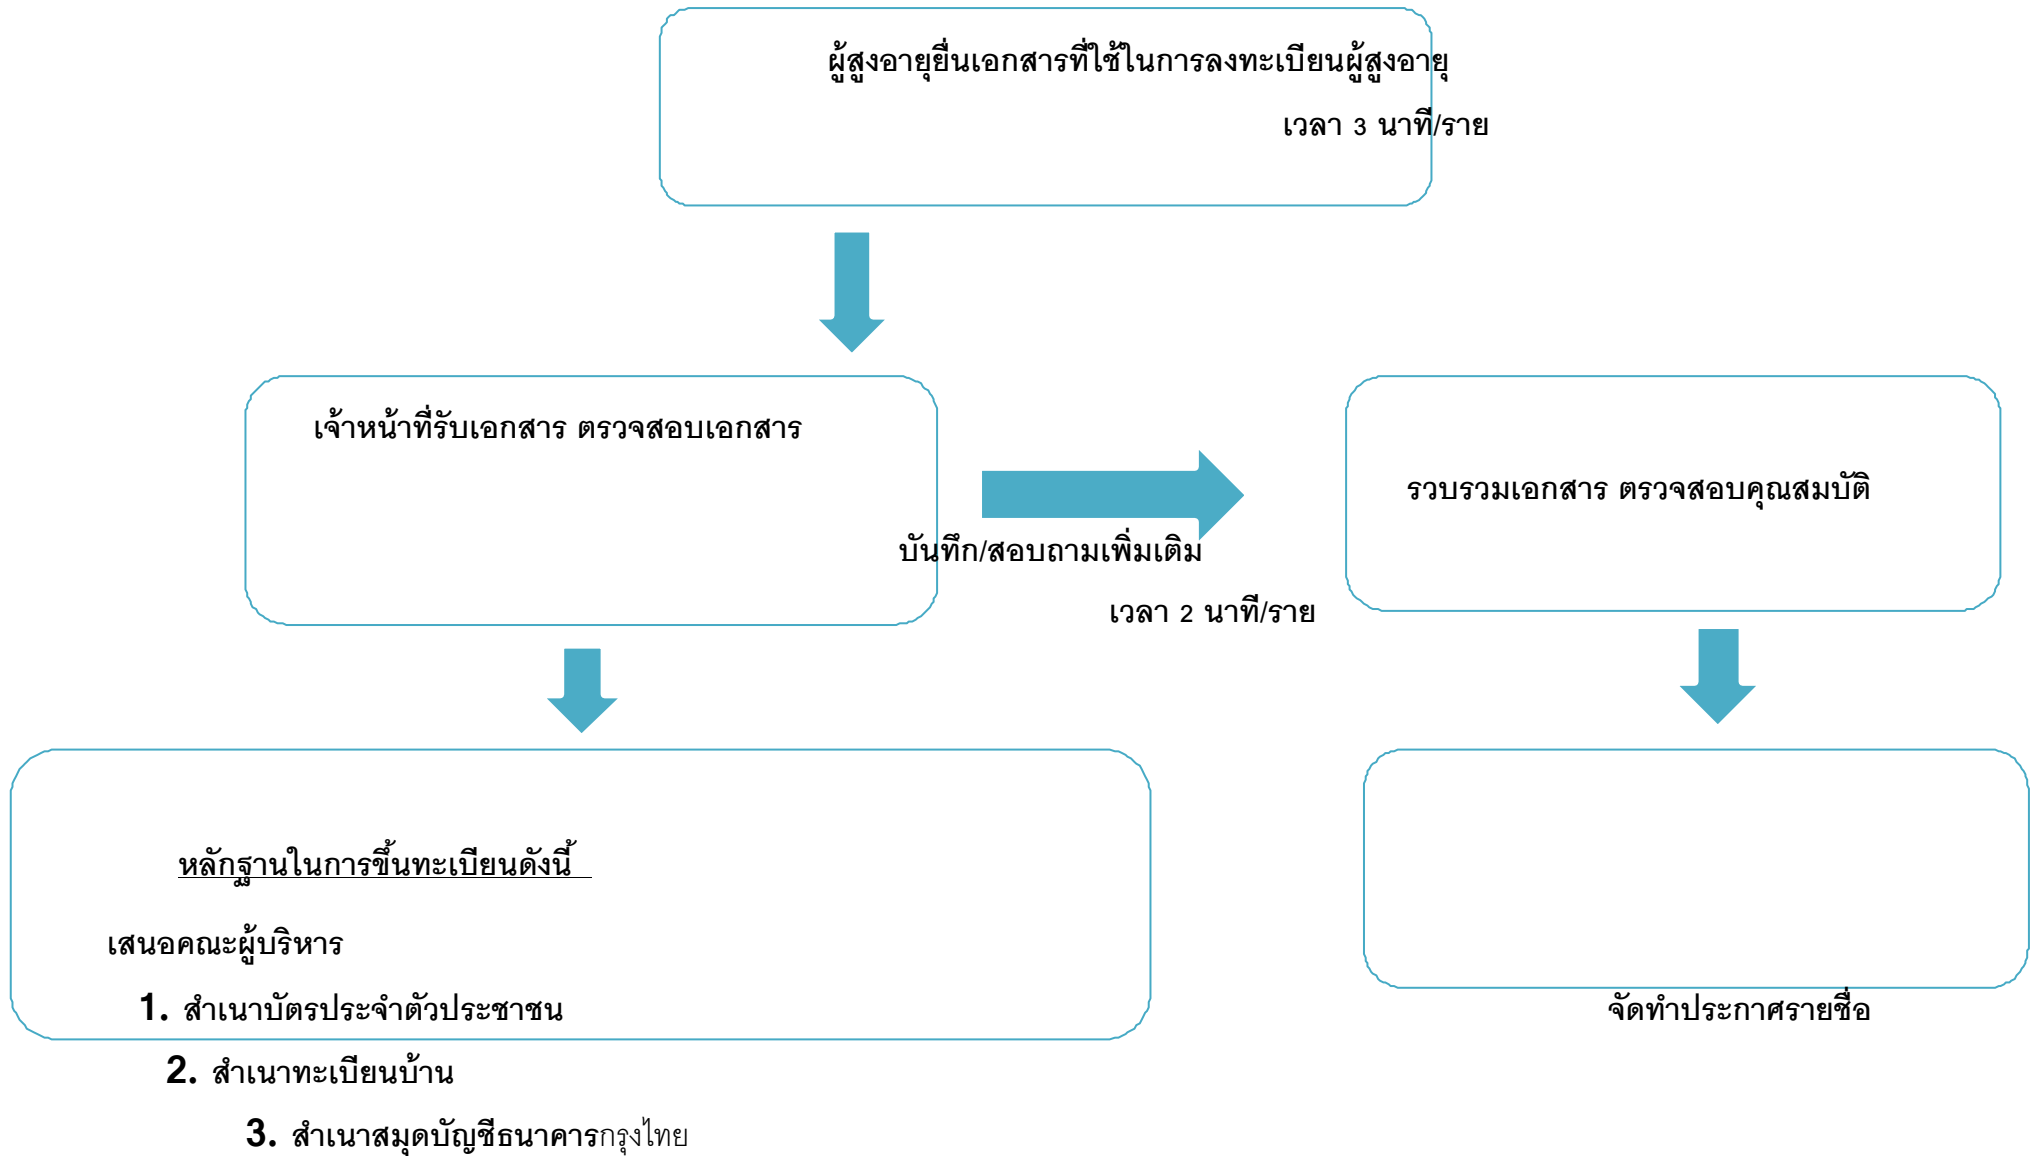 ผู้สูงอายุยื่นเอกสารที่ใช้ในการลงทะเบียนผู้สูงอายุ
เวลา 3 นาที/ราย
เจ้าหน้าที่รับเอกสาร ตรวจสอบเอกสาร
รวบรวมเอกสาร ตรวจสอบคุณสมบัติ
บันทึก/สอบถามเพิ่มเติม
เวลา 2 นาที/ราย
หลักฐานในการขึ้นทะเบียนดังนี้
เสนอคณะผู้บริหาร
1. สำเนาบัตรประจำตัวประชาชน
จัดทำประกาศรายชื่อ
2. สำเนาทะเบียนบ้าน
3. สำเนาสมุดบัญชีธนาคารกรุงไทย